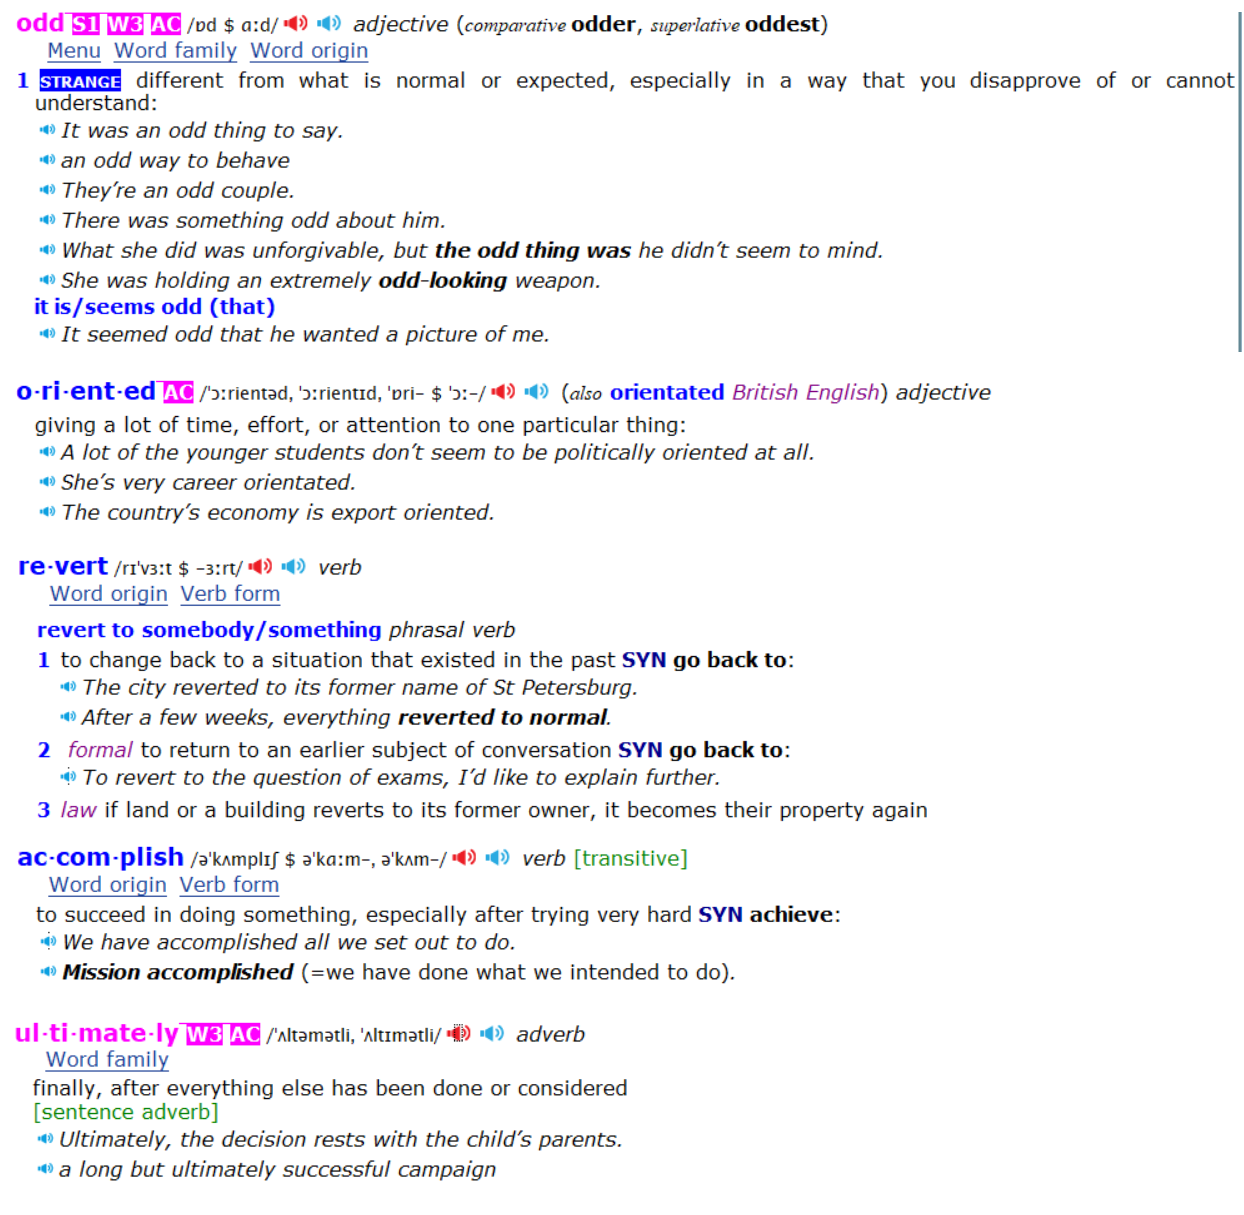 odd S1 W3 AC /ɒd $ ɑːd/ adjective (comparative odder, superlative oddest)
Menu Word family Word origin
1 STRANGE different from what is normal or expected, especially in a way that you disapprove of or cannot
understand:
It was an odd thing to say.
an odd way to behave
They’re an odd couple.
There was something odd about him.
What she did was unforgivable, but the odd thing was he didn’t seem to mind.
She was holding an extremely odd-looking weapon.
it is/seems odd (that)
It seemed odd that he wanted a picture of me.
o·ri·ent·ed AC /ˈɔːrientəd, ˈɔːrientɪd, ˈɒri- $ ˈɔː-/ (also orientated British English) adjective
giving a lot of time, effort, or attention to one particular thing:
A lot of the younger students don’t seem to be politically oriented at all.
She’s very career orientated.
The country’s economy is export oriented.
re·vert /rɪˈvɜːt $ -ɜːrt/ verb
Word origin Verb form
revert to somebody/something phrasal verb
1 to change back to a situation that existed in the past SYN go back to:
The city reverted to its former name of St Petersburg.
After a few weeks, everything reverted to normal.
2 formal to return to an earlier subject of conversation SYN go back to:
To revert to the question of exams, I’d like to explain further.
3 law if land or a building reverts to its former owner, it becomes their property again
ac·com·plish /əˈkʌmplɪʃ $ əˈkɑːm-, əˈkʌm-/ verb [transitive]
Word origin Verb form
to succeed in doing something, especially after trying very hard SYN achieve:
We have accomplished all we set out to do.
Mission accomplished (=we have done what we intended to do).
ul·ti·mate·ly W3 AC /ˈʌltəmətli, ˈʌltɪmətli/ adverb
Word family
finally, after everything else has been done or considered
[sentence adverb]
Ultimately, the decision rests with the child’s parents.
a long but ultimately successful campaign